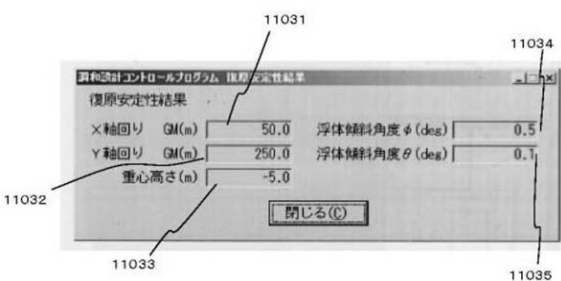 11031
11034
調和設計コントロールプログラム 復原安定性結果
復原安定性結果
X軸回り GM(m) 50.0 浮体傾斜角度φ(deg) 0.5
Y軸回り GM(m) 250.0 浮体傾斜角度θ(deg) 0.1
重心高さ(m) -5.0
11032
閉じる(C)
11033
11035